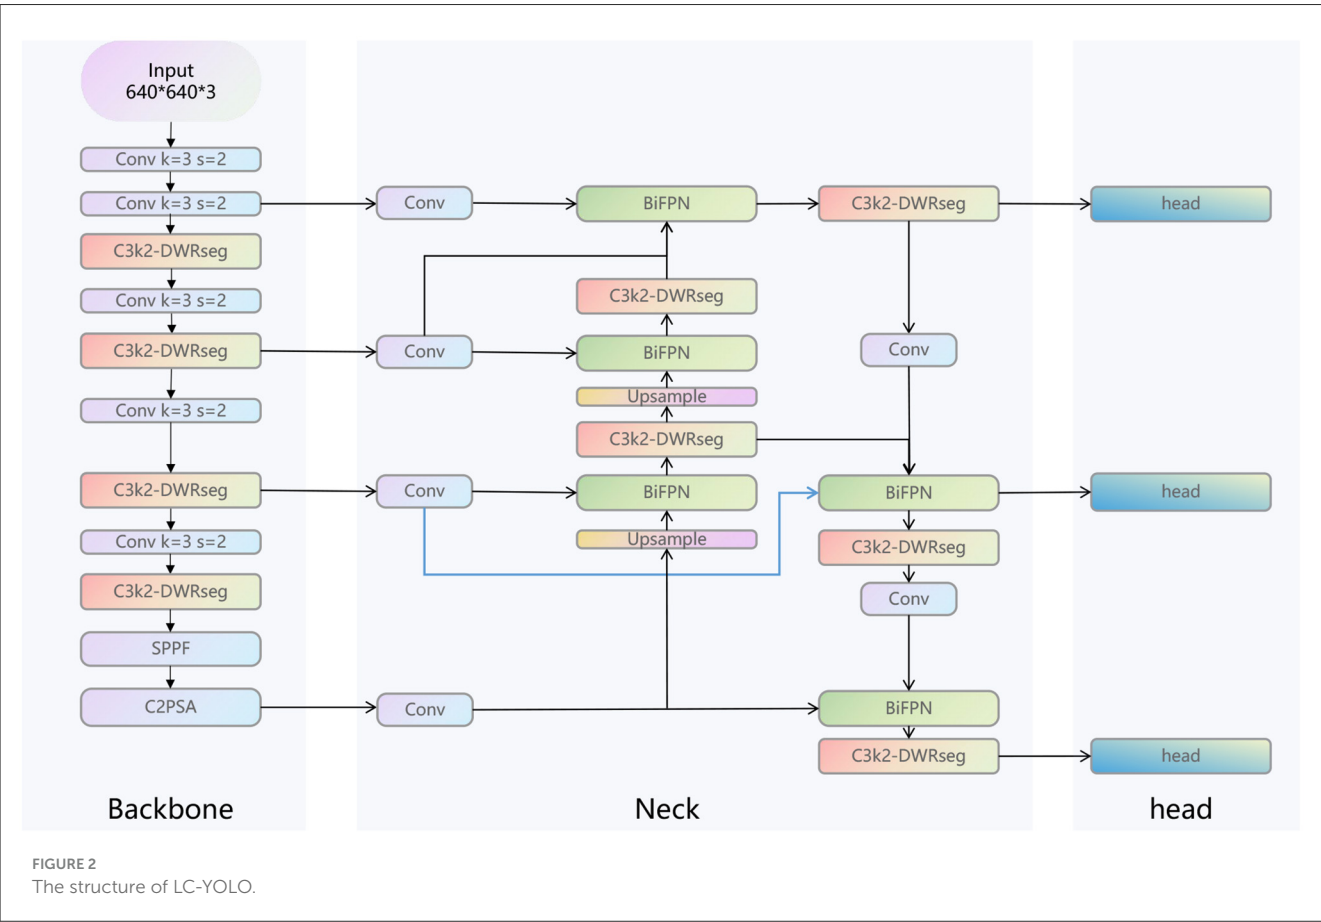 Input
640*640*3
Conv k=3 s=2
Conv k=3 s=2
C3k2-DWRseg
Conv k=3 s=2
C3k2-DWRseg
Conv k=3 s=2
C3k2-DWRseg
Conv k=3 s=2
C3k2-DWRseg
SPPF
C2PSA
Backbone
Conv
Conv
Conv
Conv
BiFPN
C3k2-DWRseg
BiFPN
Upsample
C3k2-DWRseg
BiFPN
Upsample
C3k2-DWRseg
Conv
BiFPN
C3k2-DWRseg
Conv
BiFPN
C3k2-DWRseg
Neck
head
head
head
head
FIGURE 2
The structure of LC-YOLO.